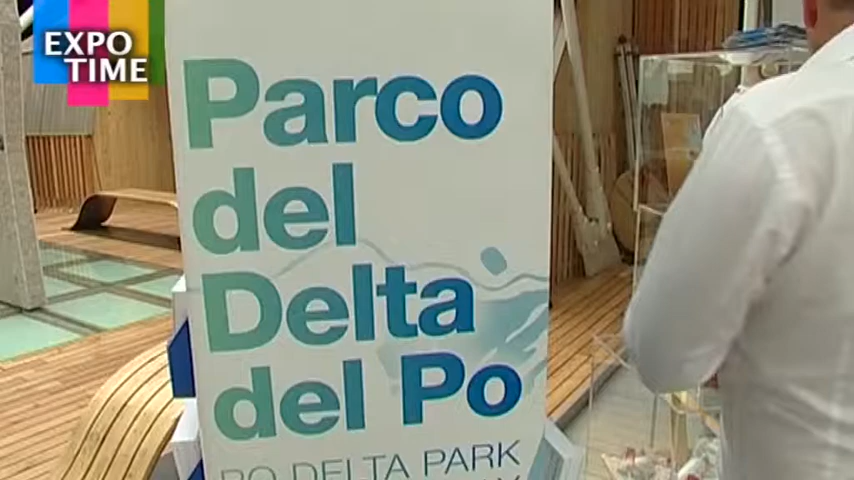 EXPO
TIME
Parco
del
Delta
del Po
PO DELTA PARK